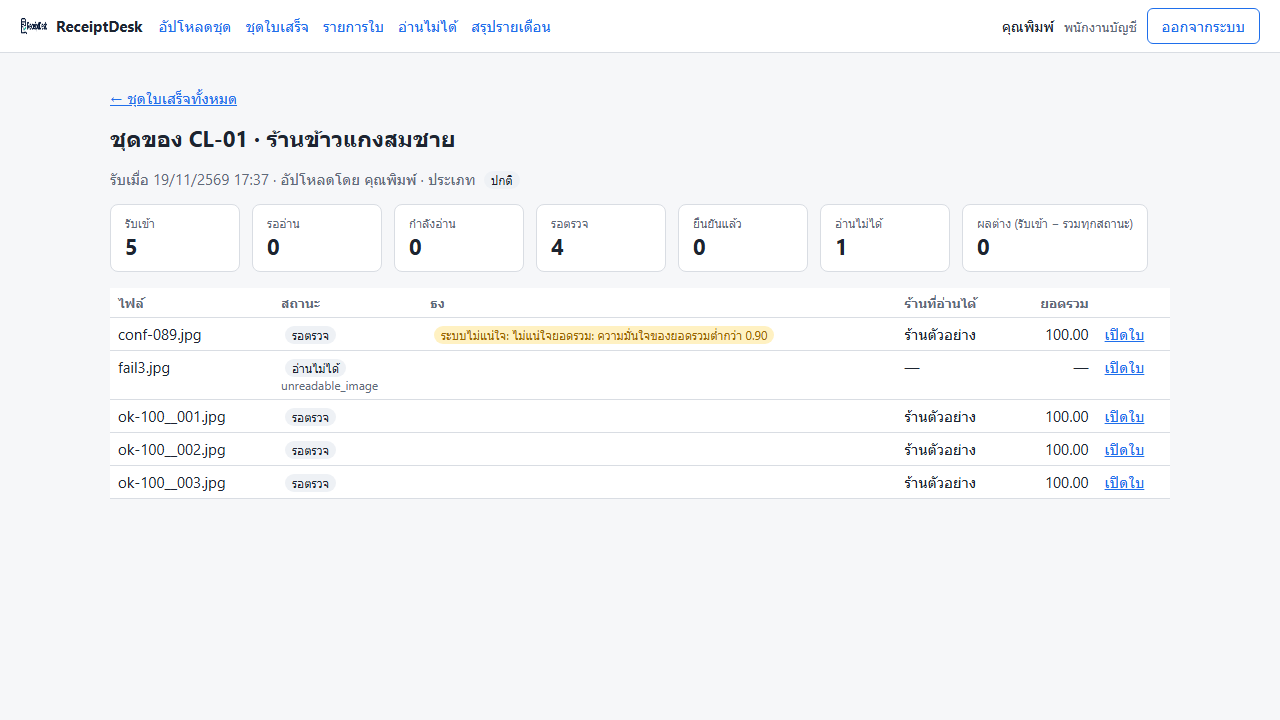 ReceiptDesk อัปโหลดชุด ชุดใบเสร็จ รายการใบ อ่านไม่ได้ สรุปรายเดือน คุณพิมพ์ พนักงานบัญชี ออกจากระบบ
← ชุดใบเสร็จทั้งหมด
ชุดของ CL-01 · ร้านข้าวแกงสมชาย
รับเมื่อ 19/11/2569 17:37 · อัปโหลดโดย คุณพิมพ์ · ประเภท ปกติ
รับเข้า รออ่าน กำลังอ่าน รอตรวจ ยืนยันแล้ว อ่านไม่ได้ ผลต่าง (รับเข้า − รวมทุกสถานะ)
5 0 0 4 0 1 0
ไฟล์ สถานะ ธง ร้านที่อ่านได้ ยอดรวม
conf-089.jpg รอตรวจ ระบบไม่แน่ใจ: ไม่แน่ใจยอดรวม: ความมั่นใจของยอดรวมต่ำกว่า 0.90 ร้านตัวอย่าง 100.00 เปิดใบ
fail3.jpg อ่านไม่ได้ — — เปิดใบ
unreadable_image
ok-100__001.jpg รอตรวจ ร้านตัวอย่าง 100.00 เปิดใบ
ok-100__002.jpg รอตรวจ ร้านตัวอย่าง 100.00 เปิดใบ
ok-100__003.jpg รอตรวจ ร้านตัวอย่าง 100.00 เปิดใบ